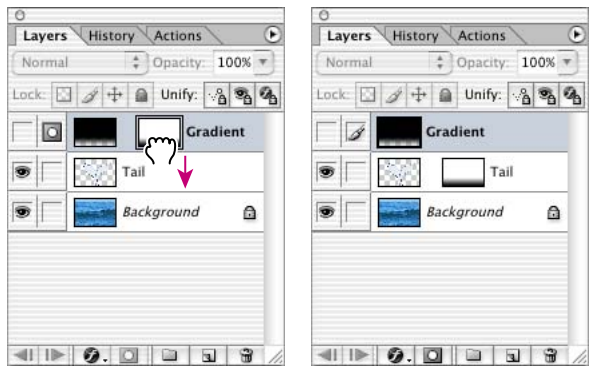 Layers History Actions
Normal Opacity: 100%
Lock: Unify:
Gradient
Tail
Background
Layers History Actions
Normal Opacity: 100%
Lock: Unify:
Gradient
Tail
Background